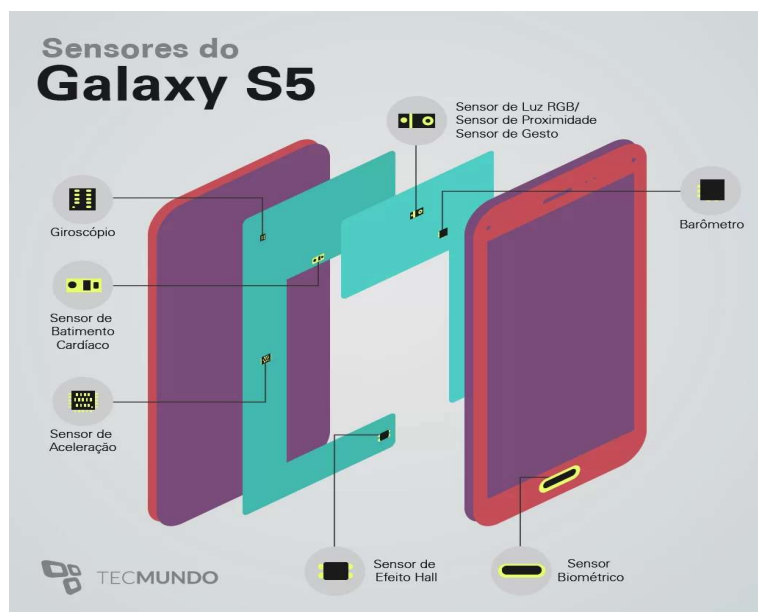 Sensores do
Galaxy S5
Sensor de Luz RGB/
Sensor de Proximidade
Sensor de Gesto
Giroscópio
Barômetro
Sensor de
Batimento
Cardíaco
Sensor de
Aceleração
Sensor de
Efeito Hall
Sensor
Biométrico
TECMUNDO